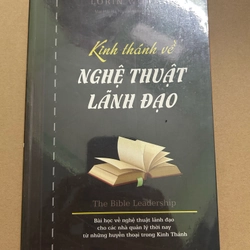 Kinh thánh về
NGHỆ THUẬT
LÃNH ĐẠO
The Bible Leadership
Bài học về nghệ thuật lãnh đạo
cho các nhà quản lý thời nay
từ những huyền thoại trong Kinh Thánh